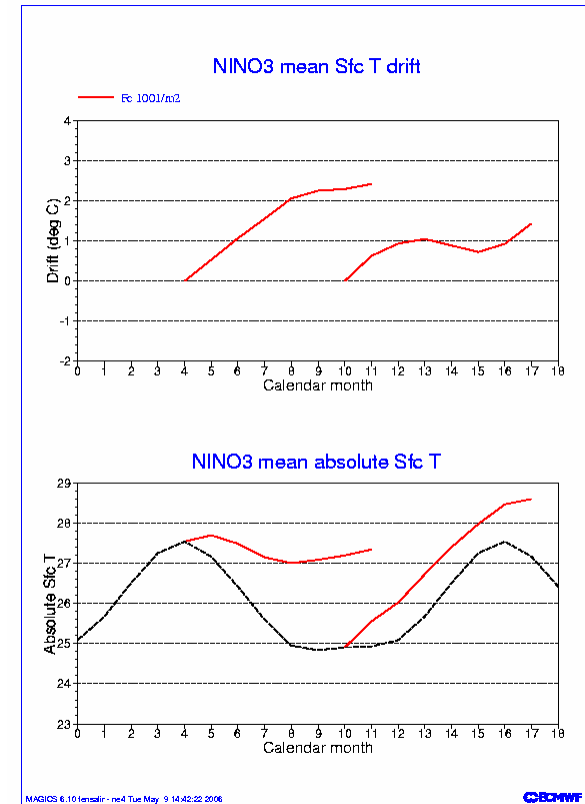 NINO3 mean Sfc T drift
Fc 1001/m2
4
3
2
1
0
-1
-2
Drift (deg C)
0 1 2 3 4 5 6 7 8 9 10 11 12 13 14 15 16 17 18
Calendar month
NINO3 mean absolute Sfc T
29
28
27
26
25
24
23
Absolute Sfc T
0 1 2 3 4 5 6 7 8 9 10 11 12 13 14 15 16 17 18
Calendar month
MAGICS 6.10 tensalir - ne4 Tue May 9 14:42:22 2006
ECMWF